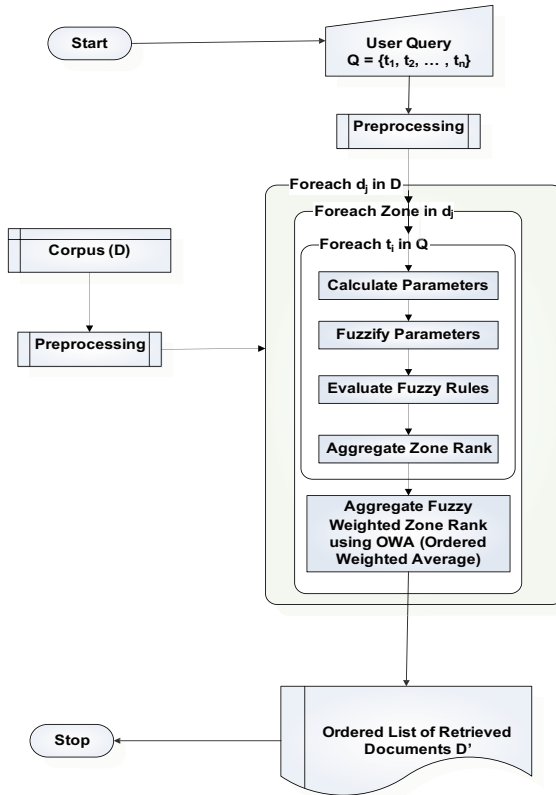 Start
User Query
Q = {t₁, t₂, … , tₙ}
Preprocessing
Foreach dⱼ in D
Foreach Zone in dⱼ
Foreach tᵢ in Q
Corpus (D)
Preprocessing
Calculate Parameters
Fuzzify Parameters
Evaluate Fuzzy Rules
Aggregate Zone Rank
Aggregate Fuzzy
Weighted Zone Rank
using OWA (Ordered
Weighted Average)
Ordered List of Retrieved
Documents D’
Stop